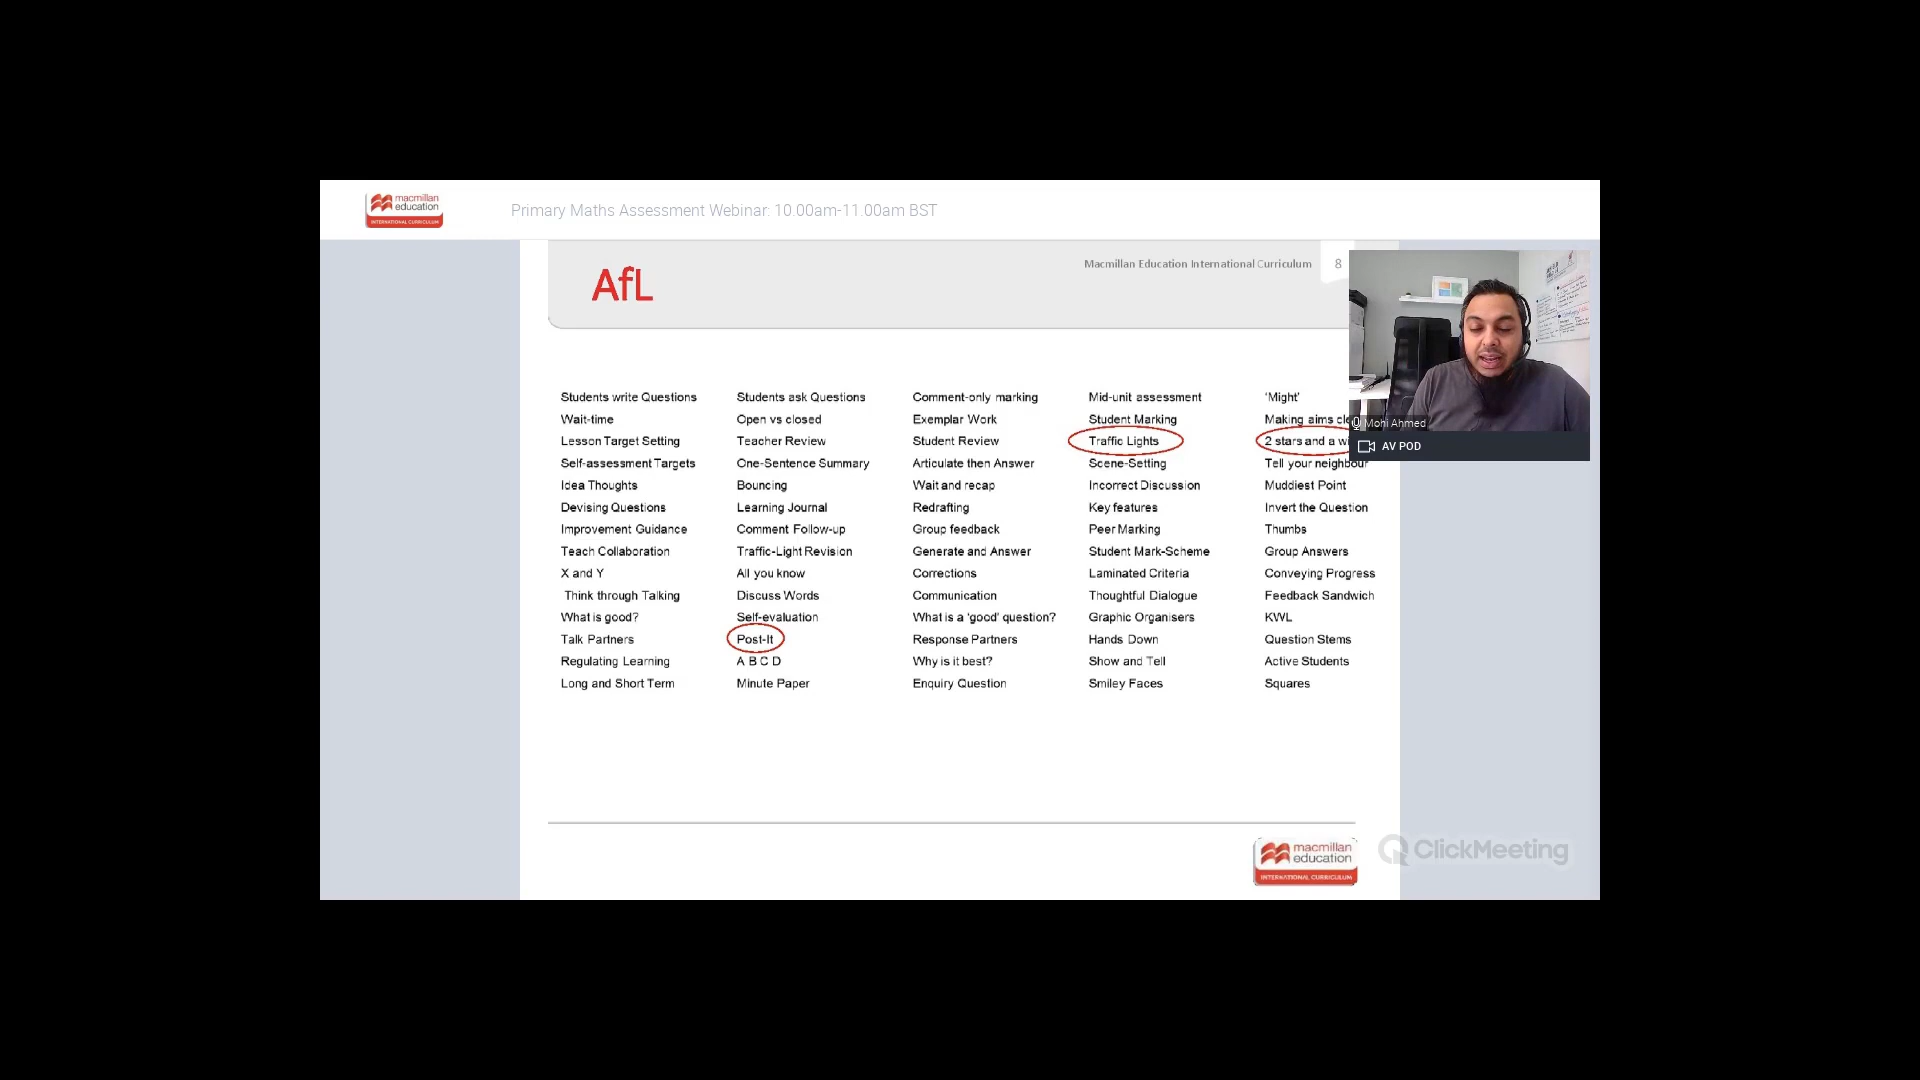 macmillan
education
INTERNATIONAL CURRICULUM
Primary Maths Assessment Webinar: 10.00am-11.00am BST
AfL
Macmillan Education International Curriculum
8
Students write Questions Students ask Questions Comment-only marking Mid-unit assessment 'Might'
Wait-time Open vs closed Exemplar Work Student Marking Making aims
Lesson Target Setting Teacher Review Student Review Traffic Lights 2 stars and a
Self-assessment Targets One-Sentence Summary Articulate then Answer Scene-Setting Tell your neighbour
Idea Thoughts Bouncing Wait and recap Incorrect Discussion Muddiest Point
Devising Questions Learning Journal Redrafting Key features Invert the Question
Improvement Guidance Comment Follow-up Group feedback Peer Marking Thumbs
Teach Collaboration Traffic-Light Revision Generate and Answer Student Mark-Scheme Group Answers
X and Y All you know Corrections Laminated Criteria Conveying Progress
Think through Talking Discuss Words Communication Thoughtful Dialogue Feedback Sandwich
What is good? Self-evaluation What is a 'good' question? Graphic Organisers KWL
Talk Partners Post-It Response Partners Hands Down Question Stems
Regulating Learning A B C D Why is it best? Show and Tell Active Students
Long and Short Term Minute Paper Enquiry Question Smiley Faces Squares
Mohi Ahmed
AV POD
macmillan
education
INTERNATIONAL CURRICULUM
ClickMeeting